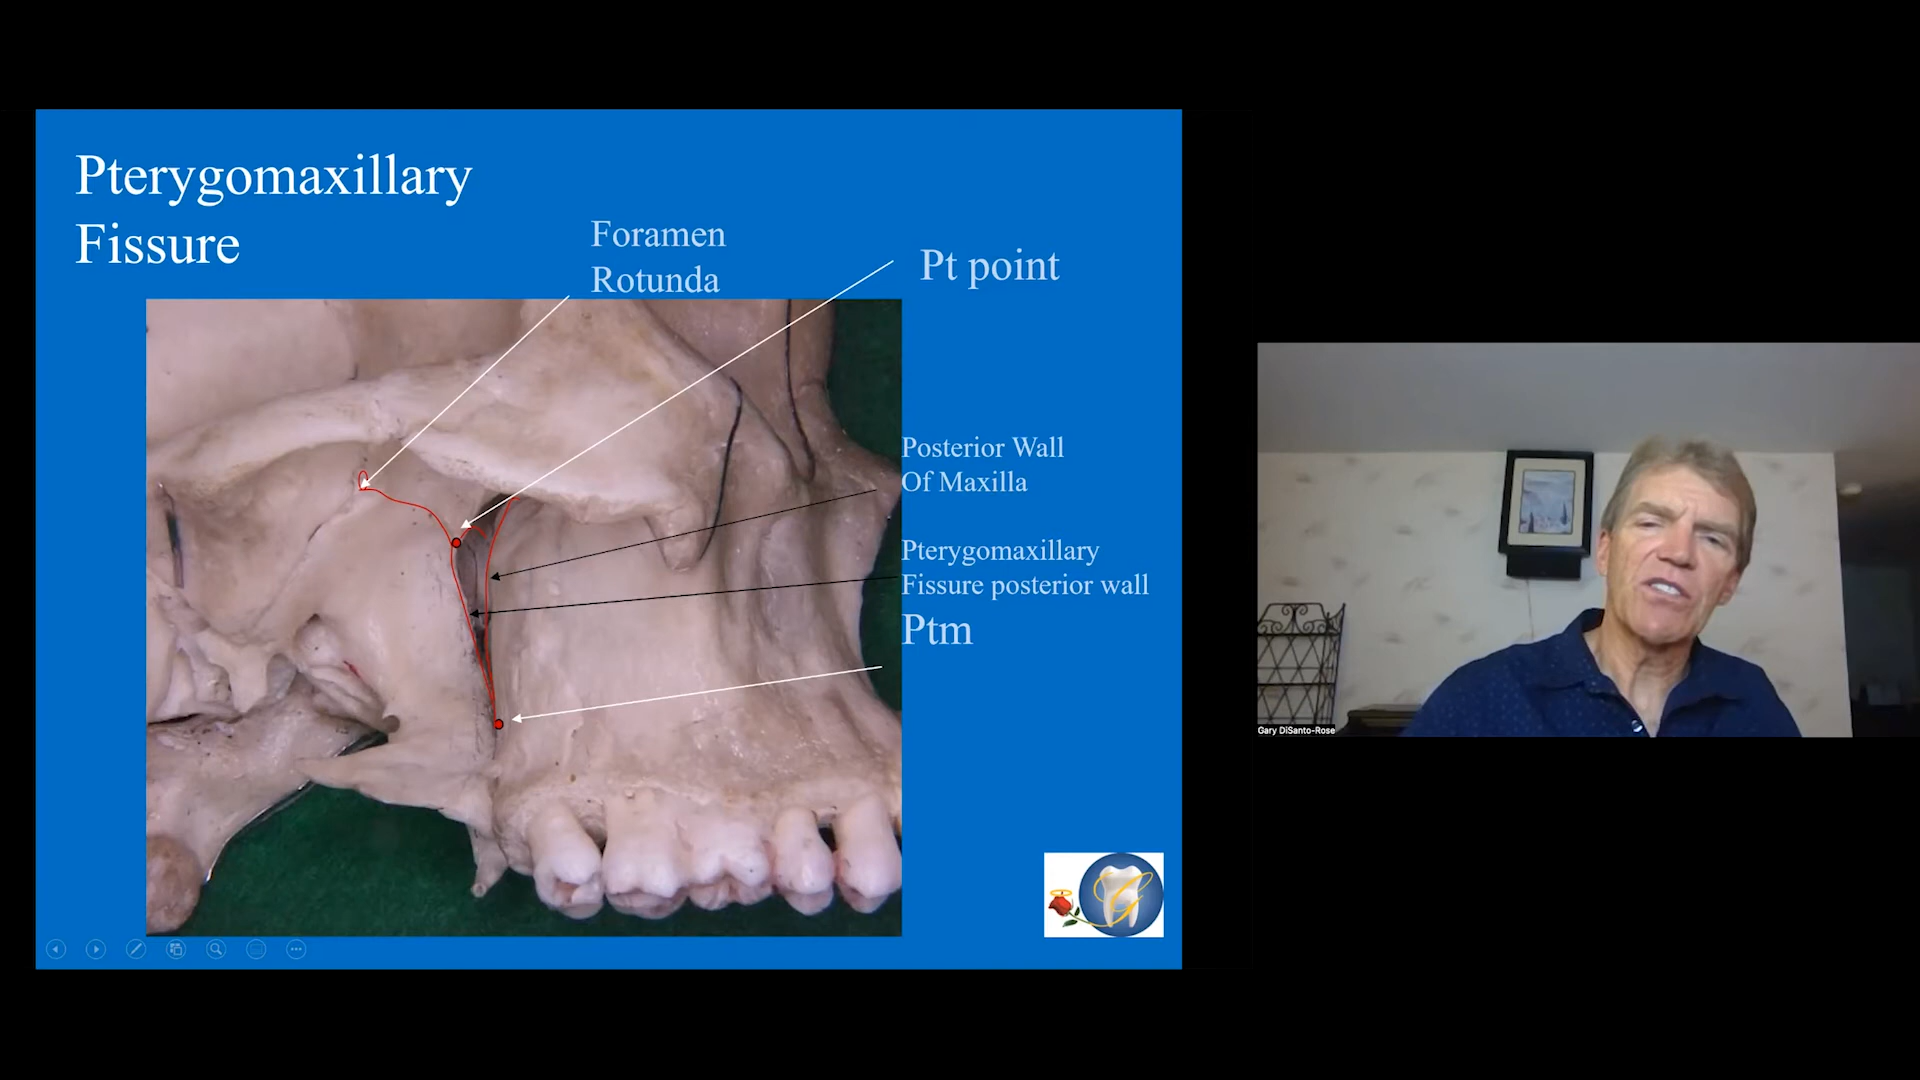 Pterygomaxillary
Fissure
Foramen
Rotunda
Pt point
Posterior Wall
Of Maxilla
Pterygomaxillary
Fissure posterior wall
Ptm
G
Gary DiSanto-Rose